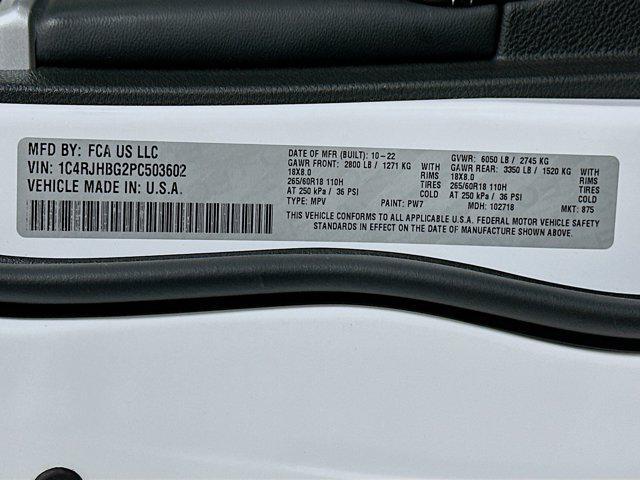 MFD BY: FCA US LLC
VIN: 1C4RJHBG2PC503602
VEHICLE MADE IN U.S.A.
DATE OF MFR (BUILT): 10-22
GAWR FRONT: 2800 LB / 1271 KG WITH
18X8.0 RIMS
265/60R18 110H TIRES
AT 250 kPa / 36 PSI COLD
TYPE: MPV PAINT: PW7
GVWR: 6050 LB / 2745 KG
GAWR REAR: 3350 LB / 1520 KG WITH
18X8.0 RIMS
265/60R18 110H TIRES
AT 250 kPa / 36 PSI COLD
MDH: 102718 MKT: 875
THIS VEHICLE CONFORMS TO ALL APPLICABLE U.S.A. FEDERAL MOTOR VEHICLE SAFETY
STANDARDS IN EFFECT ON THE DATE OF MANUFACTURE SHOWN ABOVE.